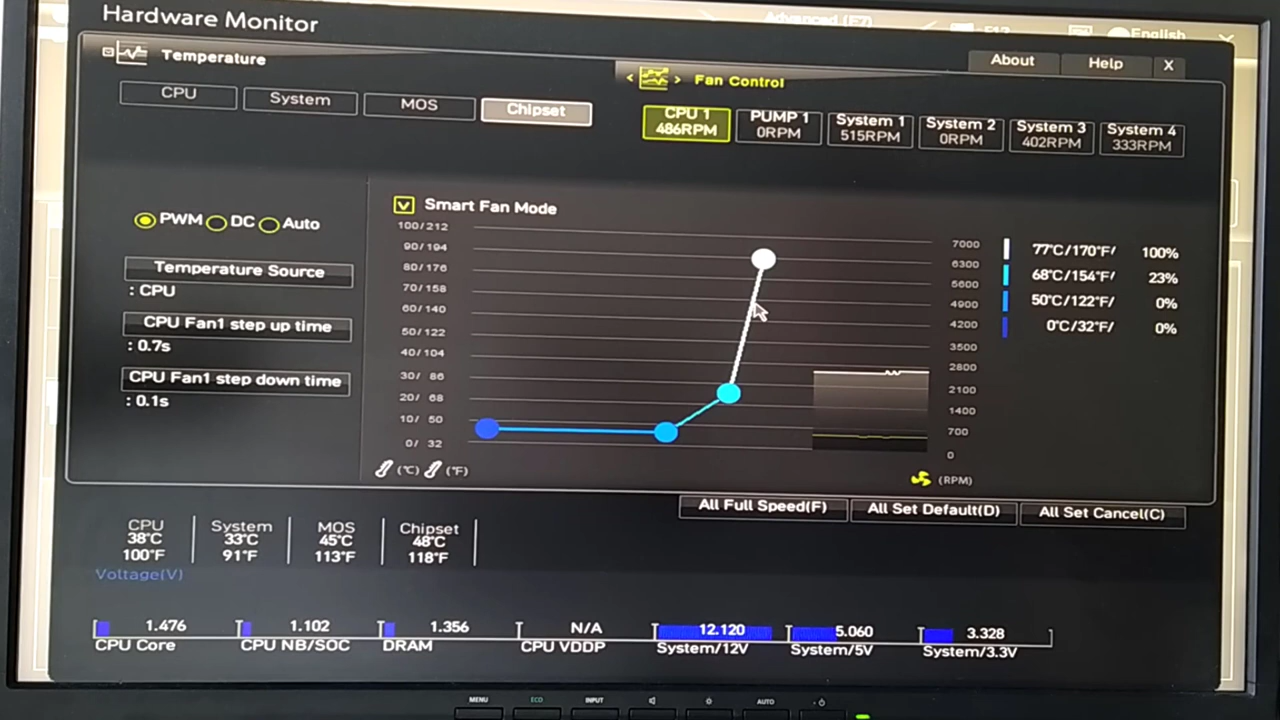 Hardware Monitor
Advanced (F7)
F12
English
Temperature
About
Help
X
Fan Control
CPU
System
MOS
Chipset
CPU 1
486RPM
PUMP 1
0RPM
System 1
515RPM
System 2
0RPM
System 3
402RPM
System 4
333RPM
PWM
DC
Auto
Temperature Source
: CPU
CPU Fan1 step up time
: 0.7s
CPU Fan1 step down time
: 0.1s
Smart Fan Mode
100/212
90/194
80/176
70/158
60/140
50/122
40/104
30/ 86
20/ 68
10/ 50
0/ 32
(°C) (°F)
7000
6300
5600
4900
4200
3500
2800
2100
1400
700
0
(RPM)
77°C/170°F/ 100%
68°C/154°F/ 23%
50°C/122°F/ 0%
0°C/32°F/ 0%
All Full Speed(F)
All Set Default(D)
All Set Cancel(C)
CPU
38°C
100°F
System
33°C
91°F
MOS
45°C
113°F
Chipset
48°C
118°F
Voltage(V)
1.476
CPU Core
1.102
CPU NB/SOC
1.356
DRAM
N/A
CPU VDDP
12.120
System/12V
5.060
System/5V
3.328
System/3.3V
MENU
ECO
INPUT
AUTO